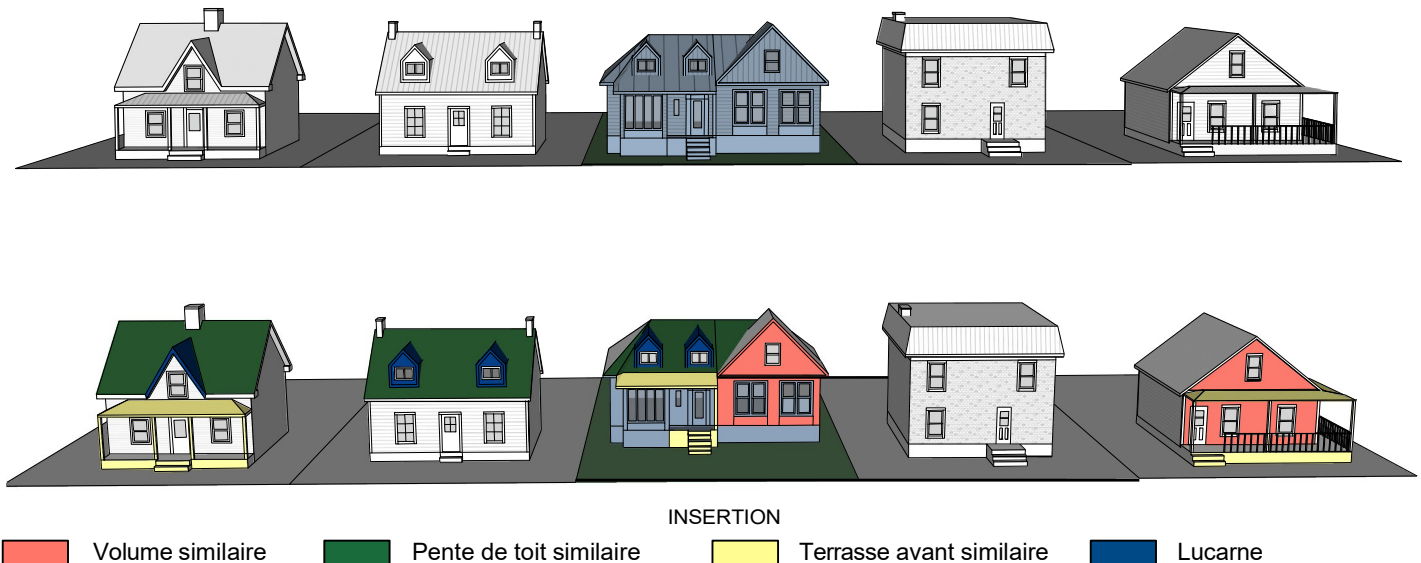 INSERTION
Volume similaire
Pente de toit similaire
Terrasse avant similaire
Lucarne